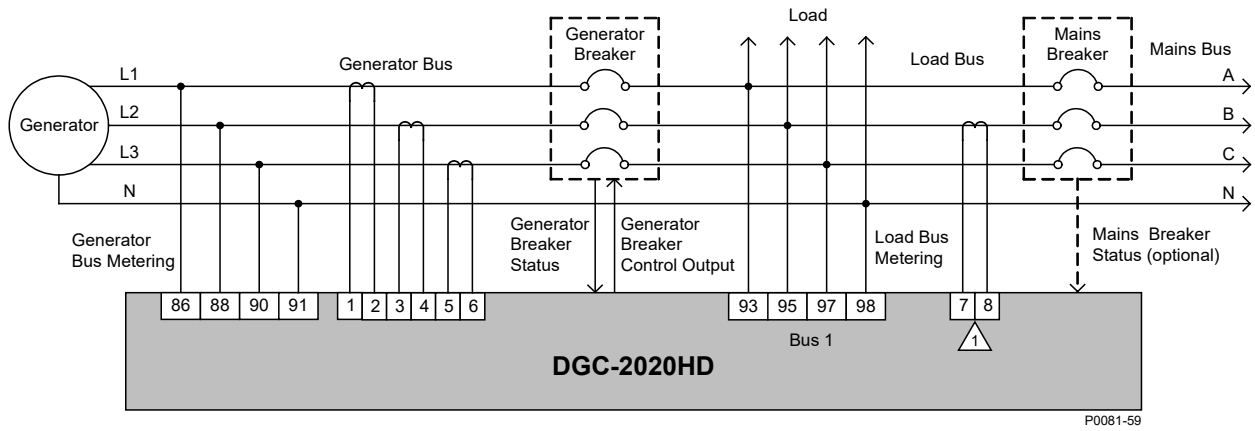 Load
Generator
Breaker
Mains
Breaker
Mains Bus
Generator Bus
Load Bus
L1
A
L2
B
Generator
L3
C
N
N
Generator
Bus Metering
Generator
Breaker
Status
Generator
Breaker
Control Output
Load Bus
Metering
Mains Breaker
Status (optional)
86 88 90 91 1 2 3 4 5 6 93 95 97 98 7 8
Bus 1
1
DGC-2020HD
P0081-59